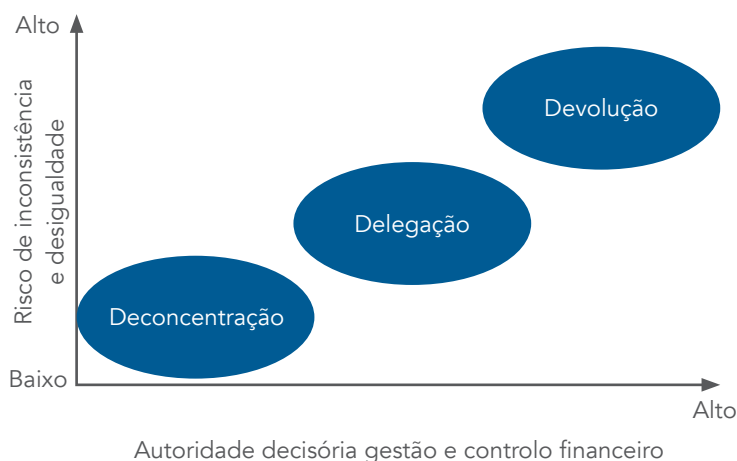 Alto
Risco de inconsistência
e desigualdade
Devolução
Delegação
Deconcentração
Baixo
Alto
Autoridade decisória gestão e controlo financeiro